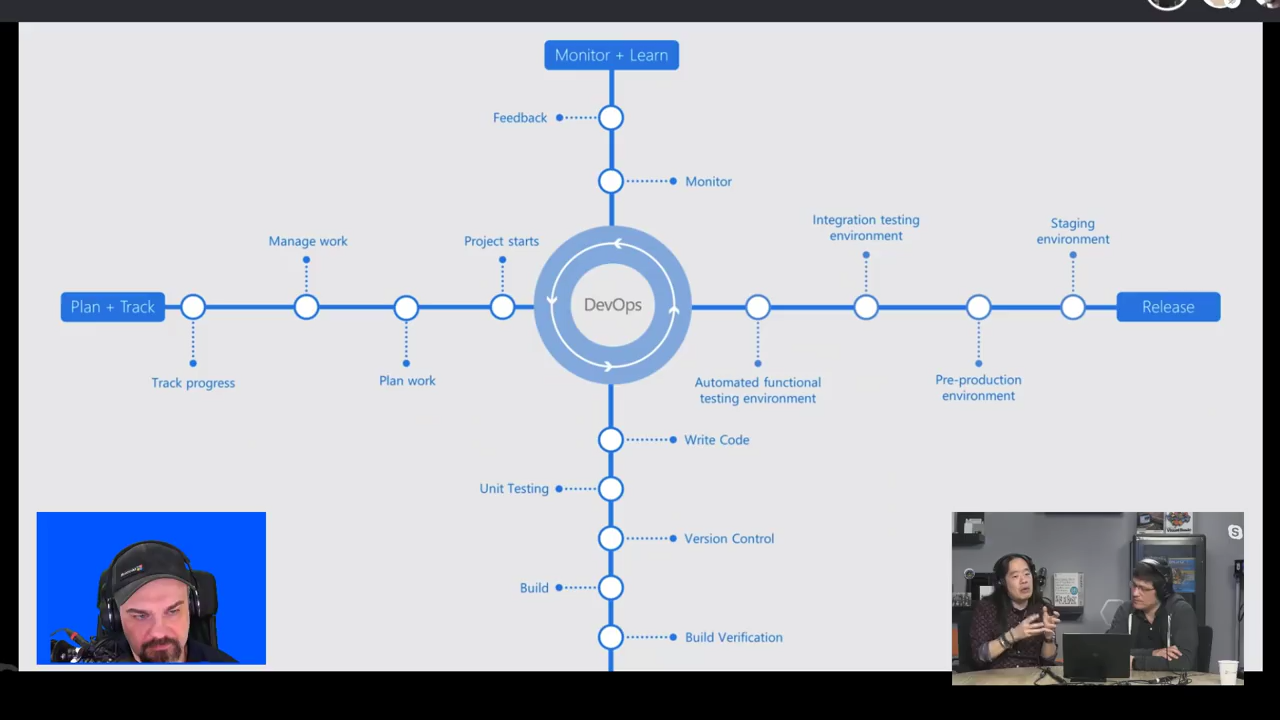 Monitor + Learn
Feedback
Monitor
Integration testing
environment
Staging
environment
Manage work
Project starts
Plan + Track
DevOps
Release
Track progress
Plan work
Automated functional
testing environment
Pre-production
environment
Write Code
Unit Testing
Version Control
Build
Build Verification
S